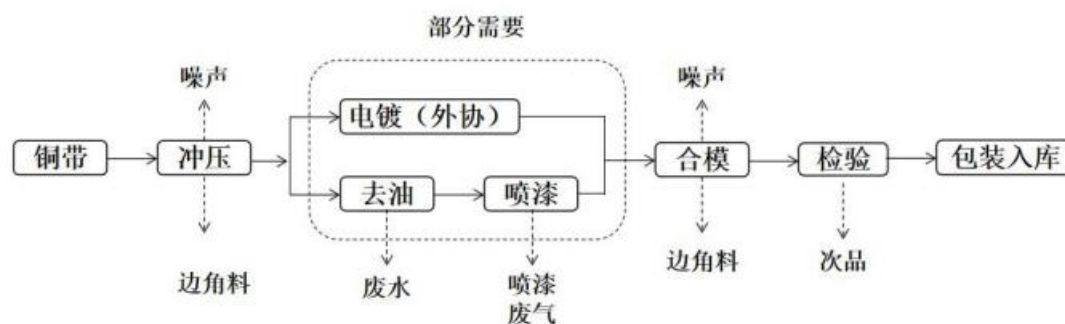 部分需要
噪声
噪声
电镀（外协）
铜带
冲压
合模
检验
包装入库
去油
喷漆
边角料
废水
喷漆
废气
边角料
次品